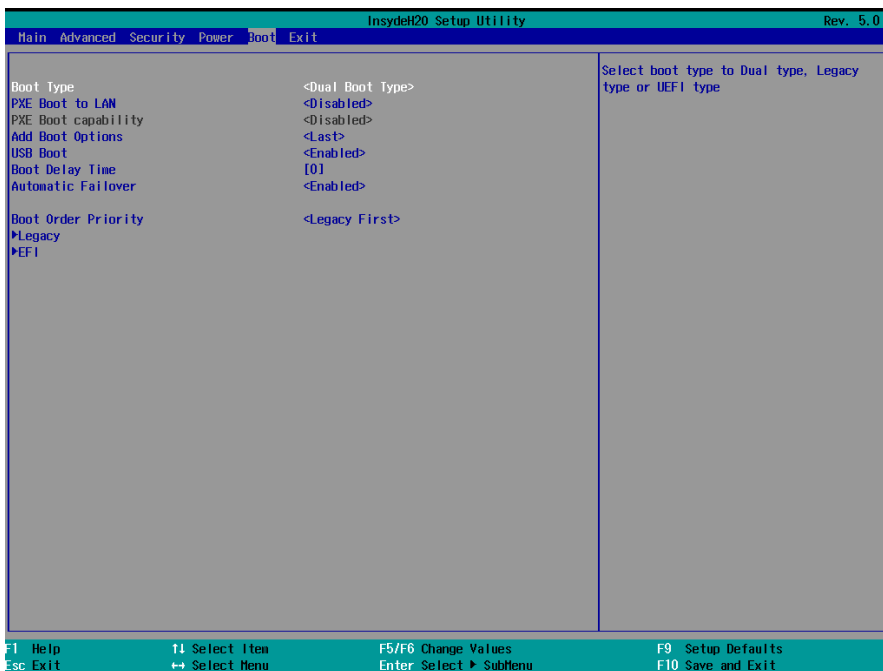 InsydeH20 Setup Utility Rev. 5.0
Main Advanced Security Power Boot Exit
Boot Type <Dual Boot Type>
PXE Boot to LAN <Disabled>
PXE Boot capability <Disabled>
Add Boot Options <Last>
USB Boot <Enabled>
Boot Delay Time [0]
Automatic Failover <Enabled>
Boot Order Priority <Legacy First>
▶Legacy
▶EFI
Select boot type to Dual type, Legacy
type or UEFI type
F1 Help ↑↓ Select Item F5/F6 Change Values F9 Setup Defaults
Esc Exit ↔ Select Menu Enter Select ▶ SubMenu F10 Save and Exit